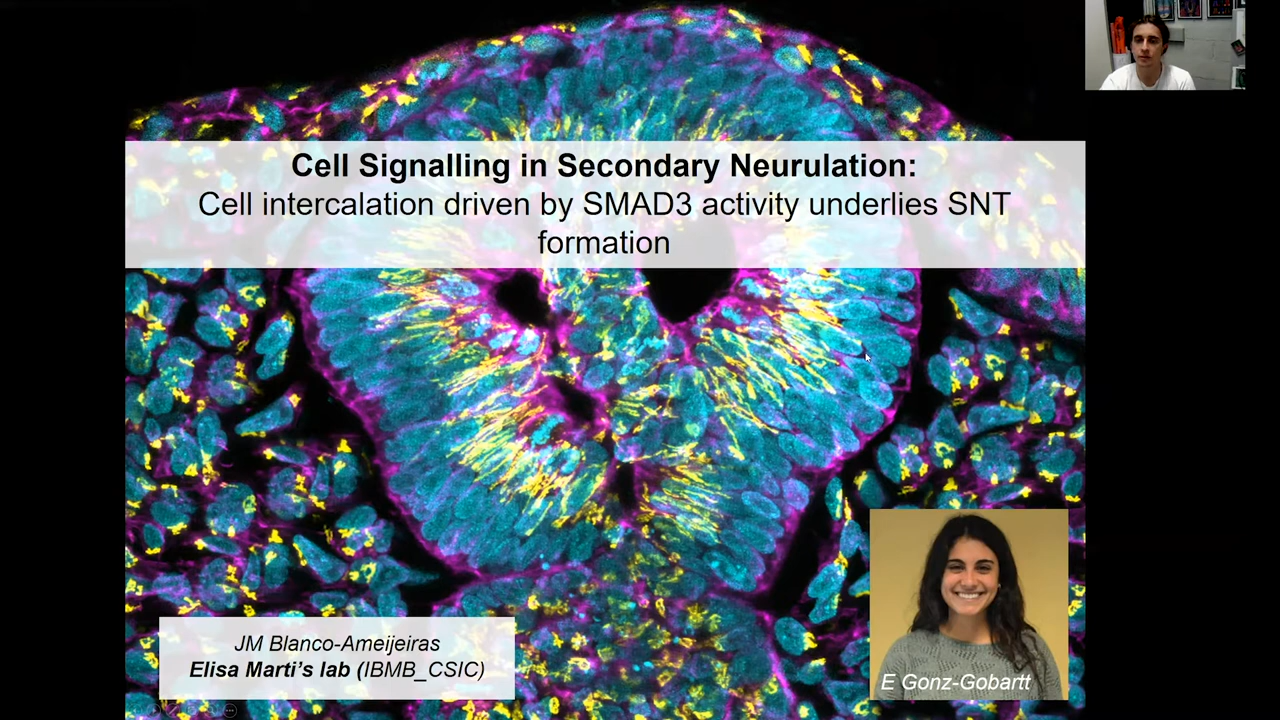 Cell Signalling in Secondary Neurulation:
Cell intercalation driven by SMAD3 activity underlies SNT
formation
JM Blanco-Ameijeiras
Elisa Marti's lab (IBMB_CSIC)
E Gonz-Gobartt